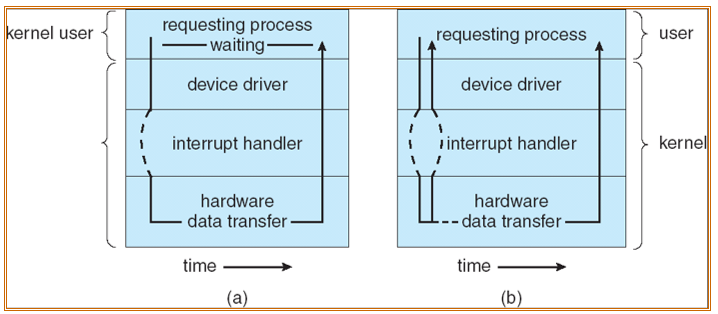 kernel user
requesting process
waiting
device driver
interrupt handler
hardware
data transfer
time
(a)
requesting process
user
device driver
interrupt handler
kernel
hardware
data transfer
time
(b)